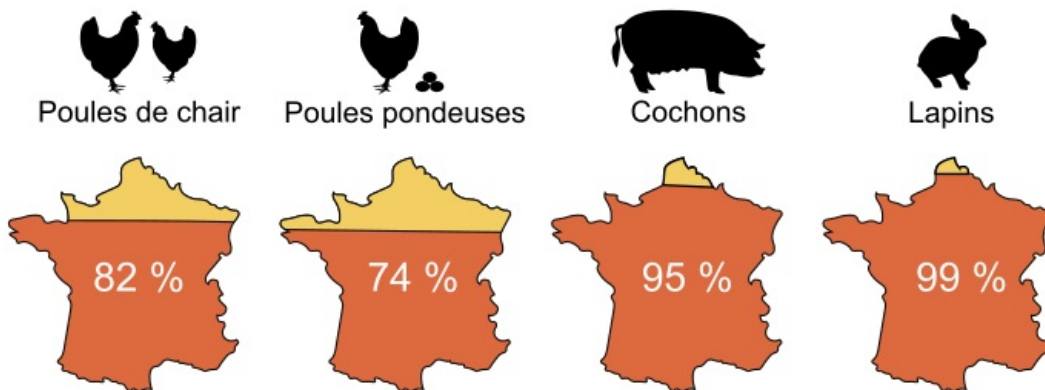 Poules de chair
Poules pondeuses
Cochons
Lapins
82 %
74 %
95 %
99 %